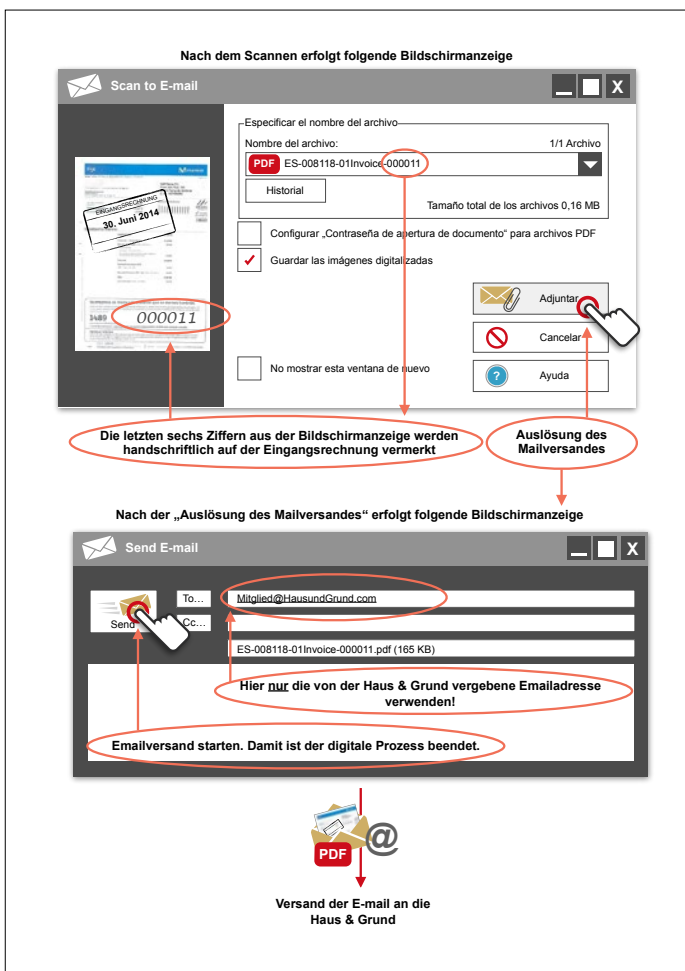 Nach dem Scannen erfolgt folgende Bildschirmanzeige
Scan to E-mail
X
Especificar el nombre del archivo
Nombre del archivo:
1/1 Archivo
PDF
ES-008118-01Invoice-000011
Historial
Tamaño total de los archivos 0,16 MB
Configurar „Contraseña de apertura de documento“ para archivos PDF
Guardar las imágenes digitalizadas
EINGANGSRECHNUNG
30. Juni 2014
000011
Adjuntar
Cancelar
No mostrar esta ventana de nuevo
?
Ayuda
Die letzten sechs Ziffern aus der Bildschirmanzeige werden
handschriftlich auf der Eingangsrechnung vermerkt
Auslösung des
Mailversandes
Nach der „Auslösung des Mailversandes“ erfolgt folgende Bildschirmanzeige
Send E-mail
X
Send
To…
Mitglied@HausundGrund.com
Cc…
ES-008118-01Invoice-000011.pdf (165 KB)
Hier nur die von der Haus & Grund vergebene Emailadresse
verwenden!
Emailversand starten. Damit ist der digitale Prozess beendet.
PDF
@
Versand der E-mail an die
Haus & Grund